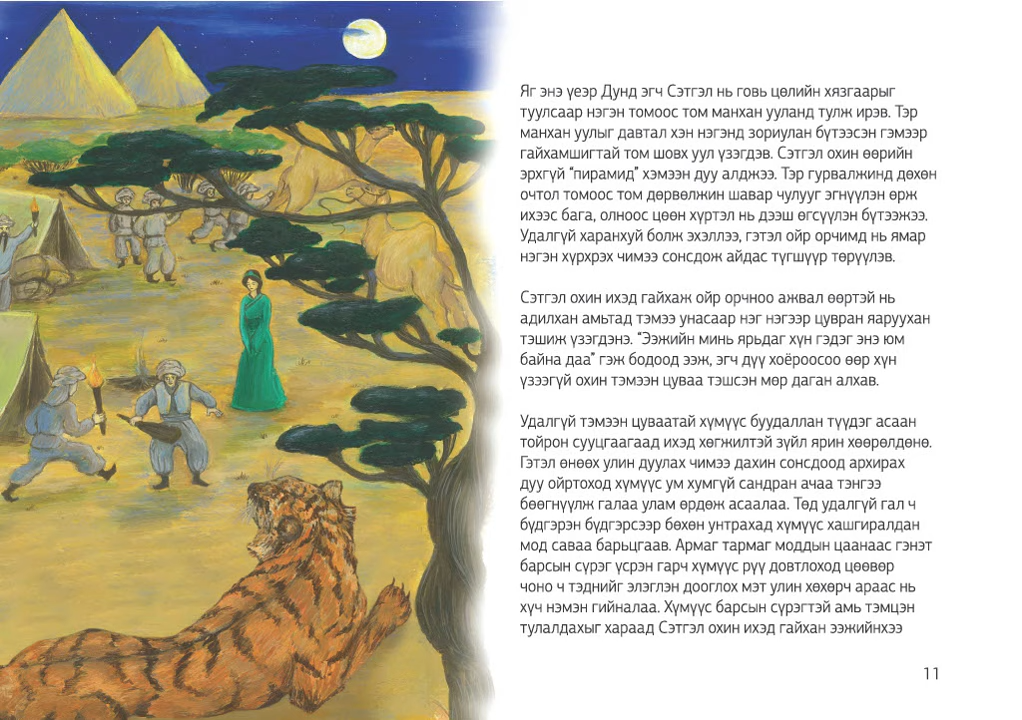 Яг энэ үеэр Дунд эгч Сэтгэл нь говь цөлийн хязгаарыг
туулсаар нэгэн томоос том манхан ууланд тулж ирэв. Тэр
манхан уулыг давтал хэн нэгэнд зориулан бүтээсэн гэмээр
гайхамшигтай том шовх уул үзэгдэв. Сэтгэл охин өөрийн
эрхгүй “пирамид” хэмээн дуу алджээ. Тэр гурвалжинд дөхөн
очтол томоос том дөрвөлжин шавар чулууг эгнүүлэн өрж
ихээс бага, олноос цөөн хүртэл нь дээш өгсүүлэн бүтээжээ.
Удалгүй харанхуй болж эхэллээ, гэтэл ойр орчимд нь ямар
нэгэн хүрхрэх чимээ сонсдож айдас түгшүүр төрүүлэв.
Сэтгэл охин ихэд гайхаж ойр орчноо ажвал өөртэй нь
адилхан амьтад тэмээ унасаар нэг нэгээр цувран яаруухан
тэшиж үзэгдэнэ. “Ээжийн минь ярьдаг хүн гэдэг энэ юм
байна даа” гэж бодоод ээж, эгч дүү хоёроосоо өөр хүн
үзээгүй охин тэмээн цуваа тэшсэн мөр даган алхав.
Удалгүй тэмээн цуваатай хүмүүс буудаллан түүдэг асаан
тойрон сууцгаагаад ихэд хөгжилтэй зүйл ярин хөөрөлдөнө.
Гэтэл өнөөх улин дуулах чимээ дахин сонсдоод архирах
дуу ойртоход хүмүүс ум хумгүй сандран ачаа тэнгээ
бөөгнүүлж галаа улам өрдөж асаалаа. Төд удалгүй гал ч
бүдгэрэн бүдгэрсээр бөхөн унтрахад хүмүүс хашгиралдан
мод саваа барьцгаав. Армаг тармаг моддын цаанаас гэнэт
барсын сүрэг үсрэн гарч хүмүүс рүү довтлоход цөөвөр
чоно ч тэднийг элэглэн дооглох мэт улин хөхөрч араас нь
хүч нэмэн гийналаа. Хүмүүс барсын сүрэгтэй амь тэмцэн
тулалдахыг хараад Сэтгэл охин ихэд гайхан ээжийнхээ
11